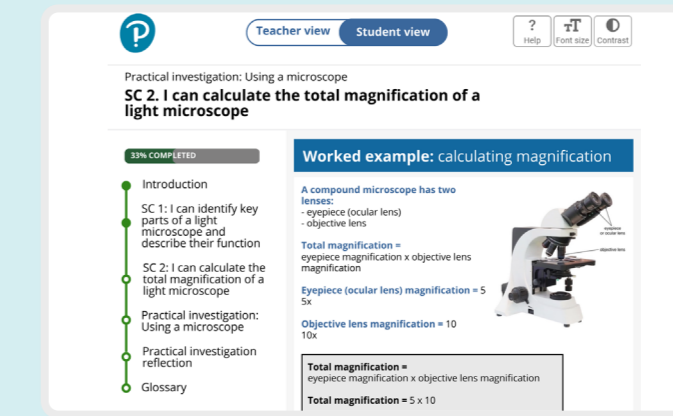 Teacher view
Student view
?
Help
TT
Font size
Contrast
Practical investigation: Using a microscope
SC 2. I can calculate the total magnification of a
light microscope
33% COMPLETED
Introduction
SC 1: I can identify key
parts of a light
microscope and
describe their function
SC 2: I can calculate the
total magnification of a
light microscope
Practical investigation:
Using a microscope
Practical investigation
reflection
Glossary
Worked example: calculating magnification
A compound microscope has two
lenses:
- eyepiece (ocular lens)
- objective lens
Total magnification =
eyepiece magnification x objective lens
magnification
Eyepiece (ocular lens) magnification = 5
5x
Objective lens magnification = 10
10x
eyepiece
or ocular lens
objective lens
Total magnification =
eyepiece magnification x objective lens magnification
Total magnification = 5 x 10